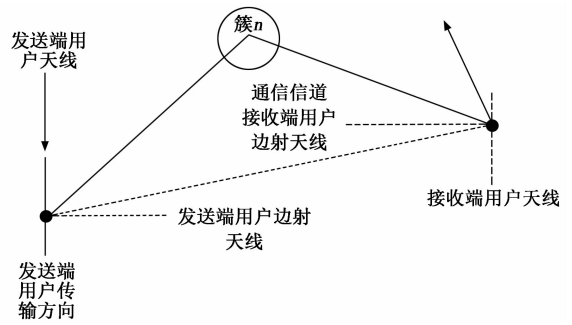 发送端用
户天线
簇n
通信信道
接收端用户
边射天线
接收端用户天线
发送端用户边射
天线
发送端
用户传
输方向